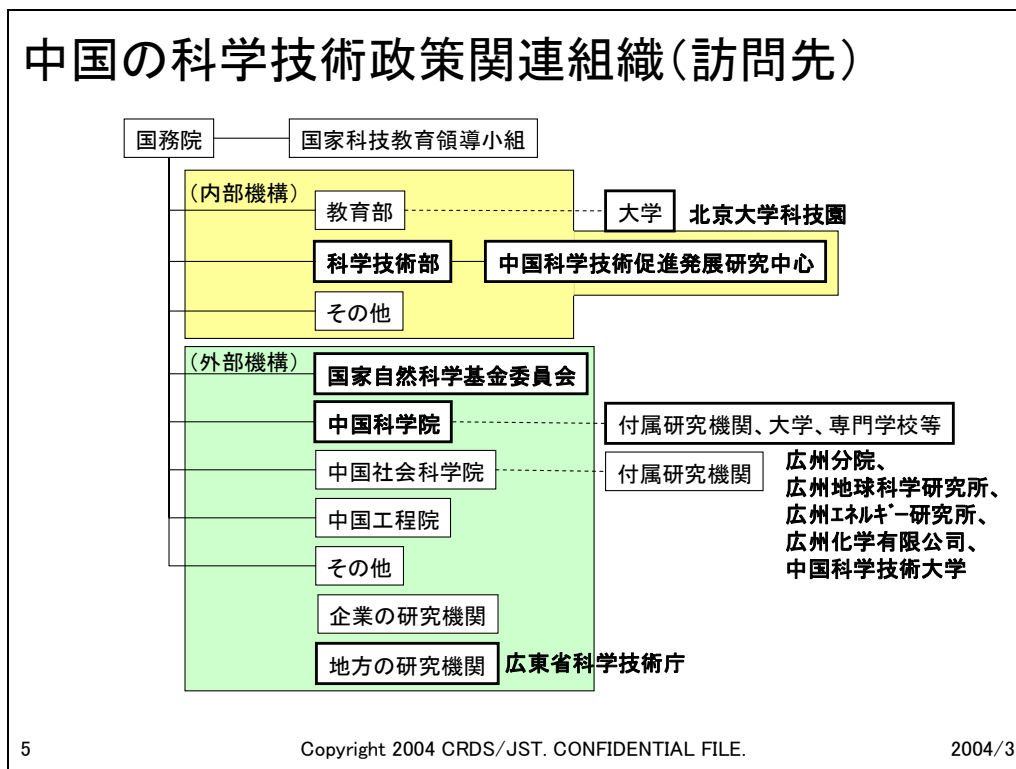 中国の科学技術政策関連組織(訪問先)
国務院
国家科技教育領導小組
(内部機構)
教育部
大学
北京大学科技園
科学技術部
中国科学技術促進発展研究中心
その他
(外部機構)
国家自然科学基金委員会
中国科学院
付属研究機関、大学、専門学校等
中国社会科学院
付属研究機関
広州分院、
広州地球科学研究所、
広州エネルギー研究所、
広州化学有限公司、
中国科学技術大学
中国工程院
その他
企業の研究機関
地方の研究機関
広東省科学技術庁
5
Copyright 2004 CRDS/JST. CONFIDENTIAL FILE.
2004/3